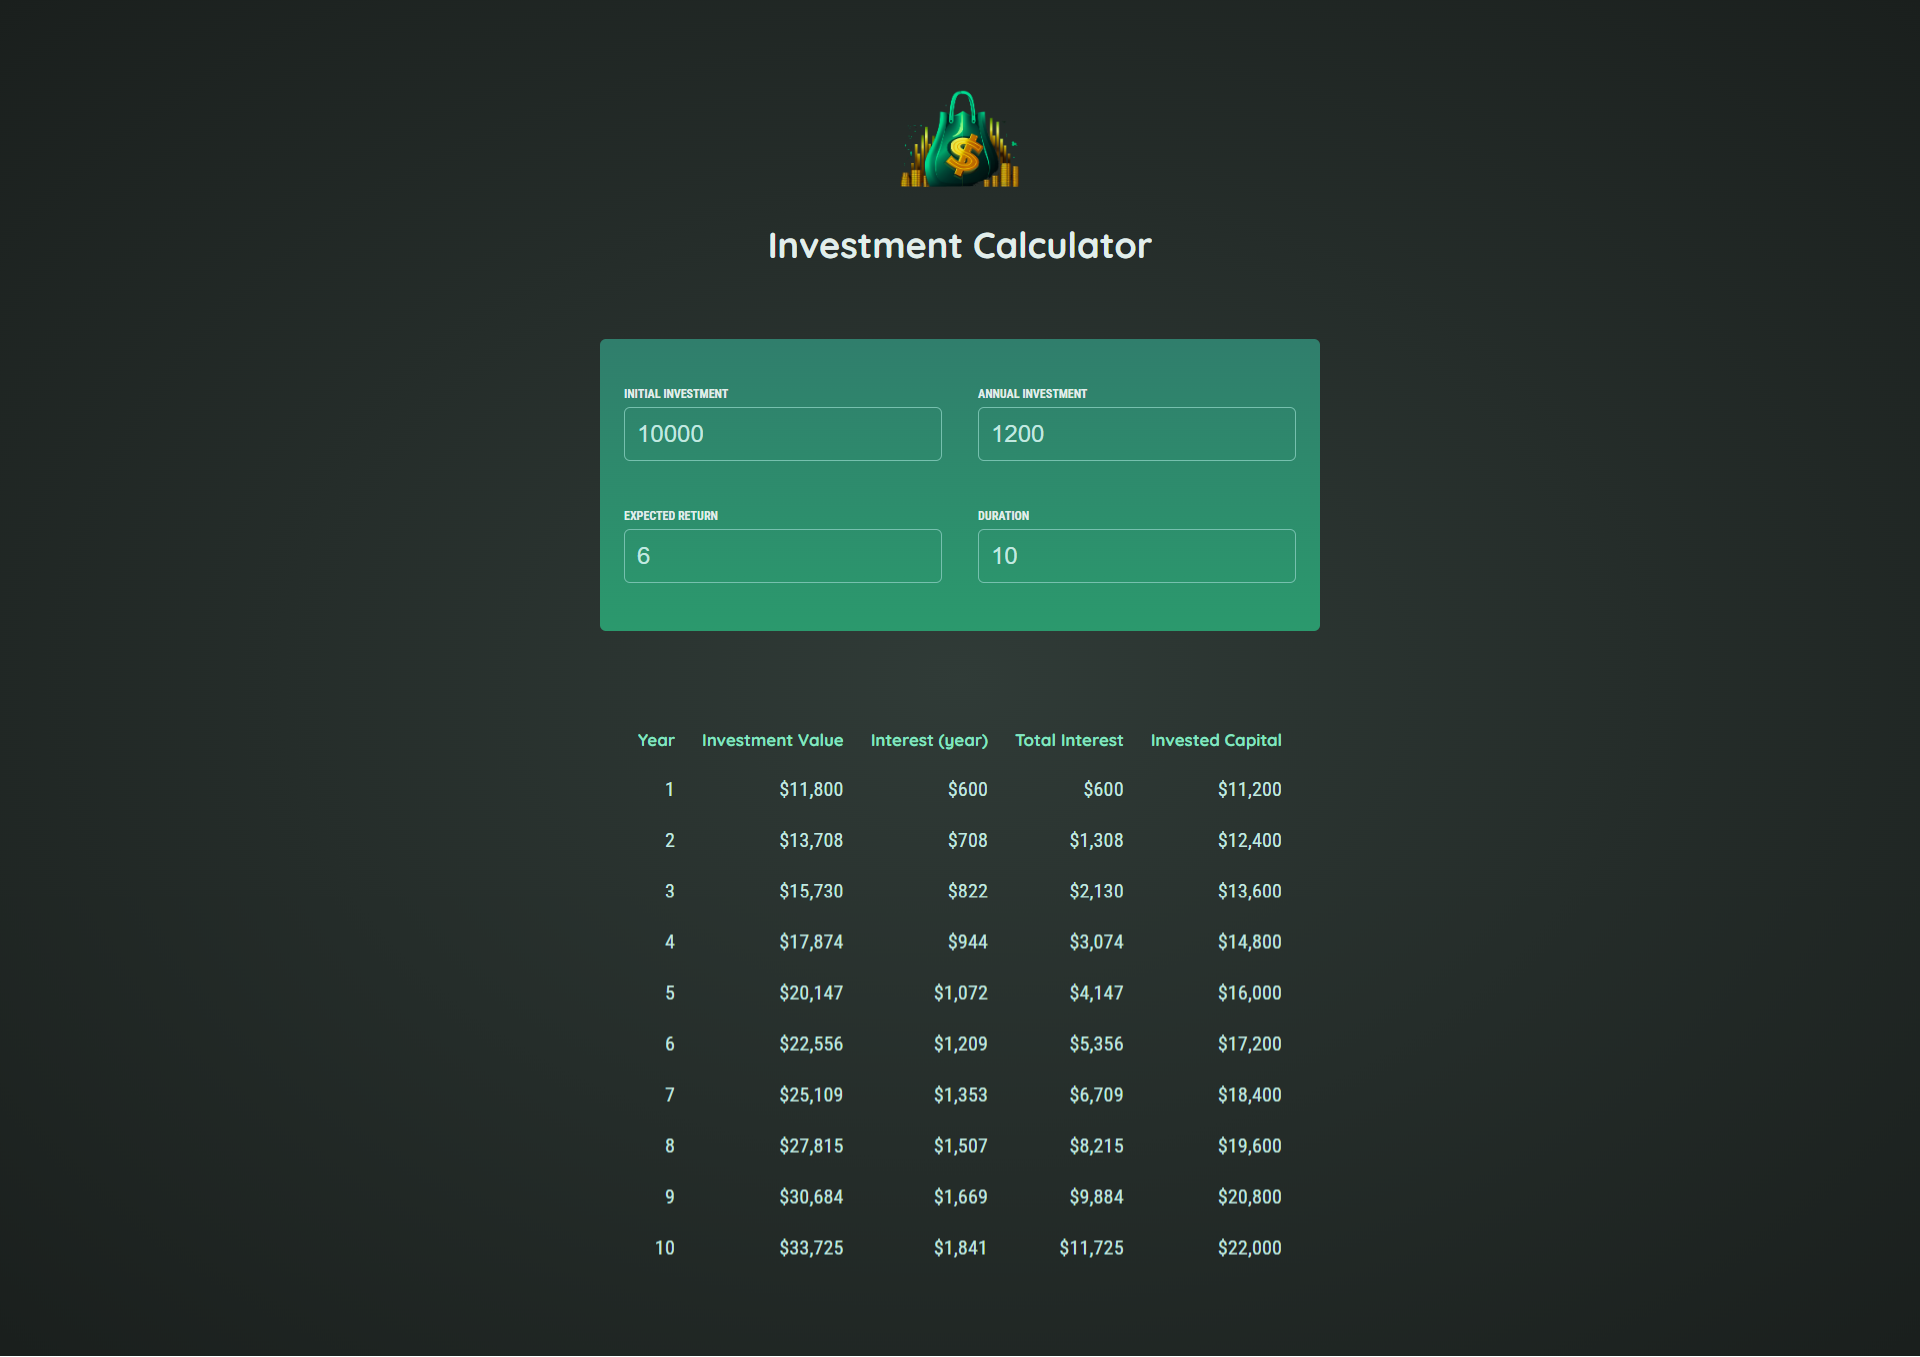 $
Investment Calculator
INITIAL INVESTMENT ANNUAL INVESTMENT
10000 1200
EXPECTED RETURN DURATION
6 10
Year Investment Value Interest (year) Total Interest Invested Capital
1 $11,800 $600 $600 $11,200
2 $13,708 $708 $1,308 $12,400
3 $15,730 $822 $2,130 $13,600
4 $17,874 $944 $3,074 $14,800
5 $20,147 $1,072 $4,147 $16,000
6 $22,556 $1,209 $5,356 $17,200
7 $25,109 $1,353 $6,709 $18,400
8 $27,815 $1,507 $8,215 $19,600
9 $30,684 $1,669 $9,884 $20,800
10 $33,725 $1,841 $11,725 $22,000